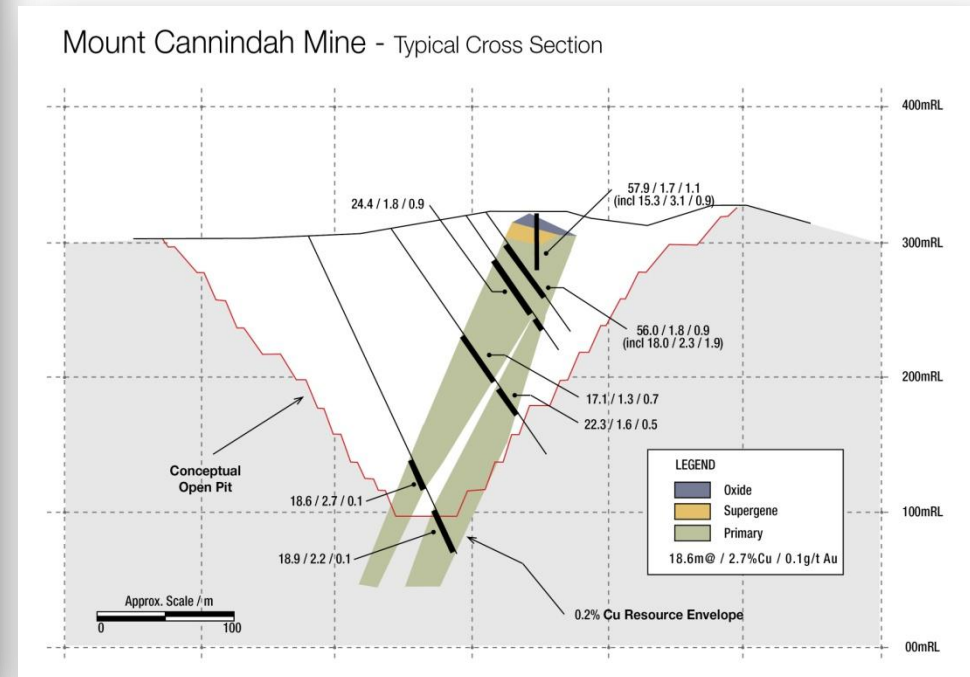 Mount Cannindah Mine - Typical Cross Section
400mRL
57.9 / 1.7 / 1.1
(incl 15.3 / 3.1 / 0.9)
24.4 / 1.8 / 0.9
300mRL
56.0 / 1.8 / 0.9
(incl 18.0 / 2.3 / 1.9)
200mRL
17.1 / 1.3 / 0.7
22.3 / 1.6 / 0.5
Conceptual
Open Pit
18.6 / 2.7 / 0.1
100mRL
18.9 / 2.2 / 0.1
LEGEND
Oxide
Supergene
Primary
18.6m@ / 2.7%Cu / 0.1g/t Au
0.2% Cu Resource Envelope
Approx. Scale / m
0 100
00mRL